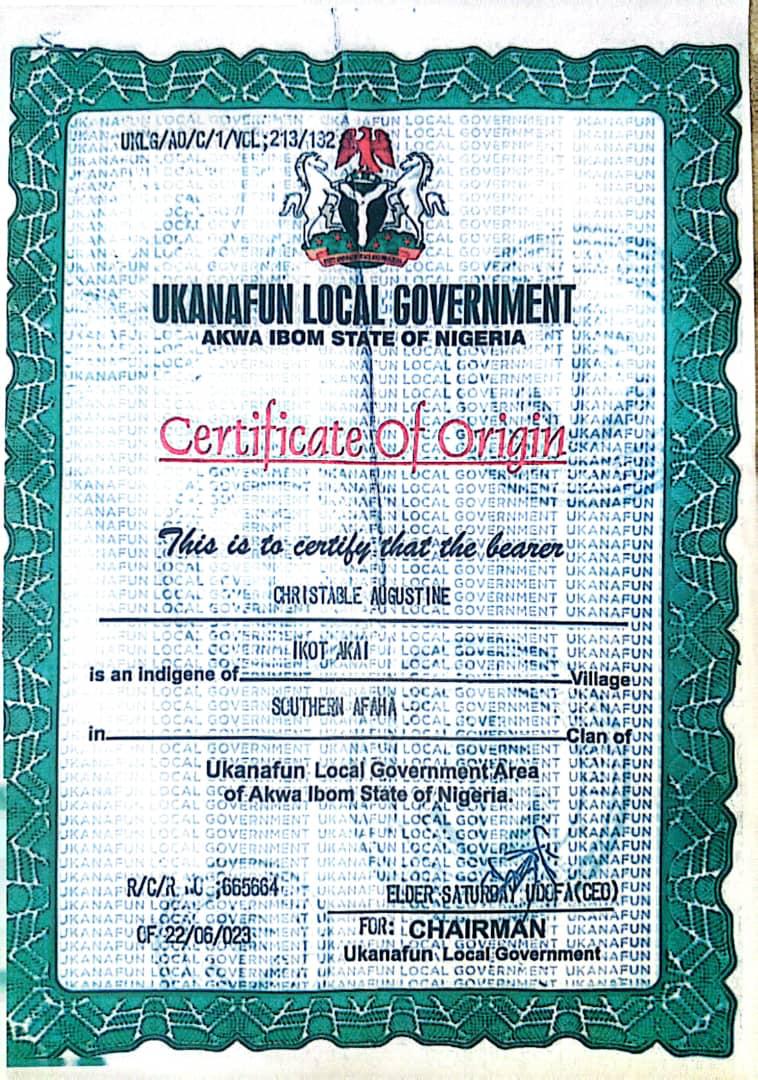 UKLG/AD/C/1/VOL;213/132
UKANAFUN LOCAL GOVERNMENT
AKWA IBOM STATE OF NIGERIA
Certificate Of Origin
This is to certify that the bearer
CHRISTABLE AUGUSTINE
IKOT AKAI
is an indigene of Village
SOUTHERN AFAHA
in Clan of
Ukanafun Local Government Area
of Akwa Ibom State of Nigeria.
R/C/R NO ;665664
OF 22/06/023
ELDER SATURDAY UDOFA(CEO)
FOR: CHAIRMAN
Ukanafun Local Government